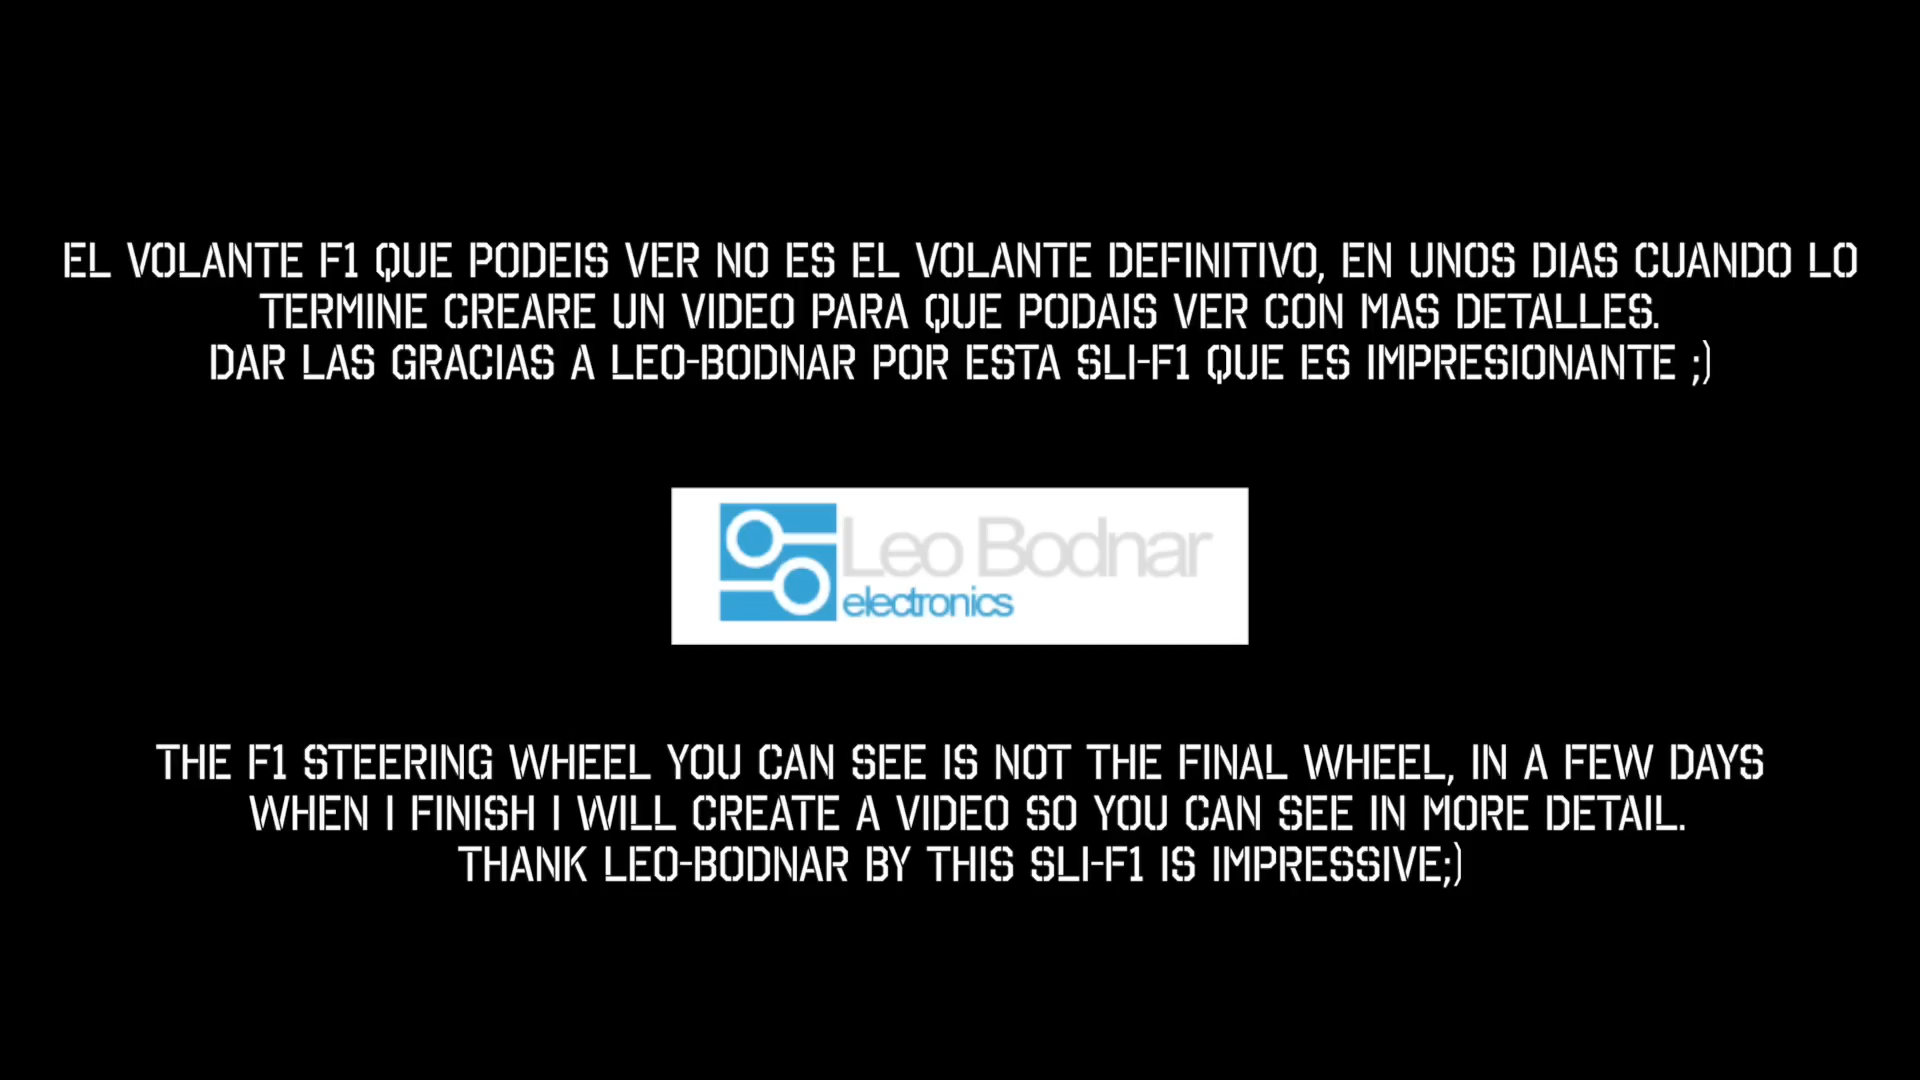 EL VOLANTE F1 QUE PODEIS VER NO ES EL VOLANTE DEFINITIVO, EN UNOS DIAS CUANDO LO
TERMINE CREARE UN VIDEO PARA QUE PODAIS VER CON MAS DETALLES.
DAR LAS GRACIAS A LEO-BODNAR POR ESTA SLI-F1 QUE ES IMPRESIONANTE ;)
Leo Bodnar
electronics
THE F1 STEERING WHEEL YOU CAN SEE IS NOT THE FINAL WHEEL, IN A FEW DAYS
WHEN I FINISH I WILL CREATE A VIDEO SO YOU CAN SEE IN MORE DETAIL.
THANK LEO-BODNAR BY THIS SLI-F1 IS IMPRESSIVE;)